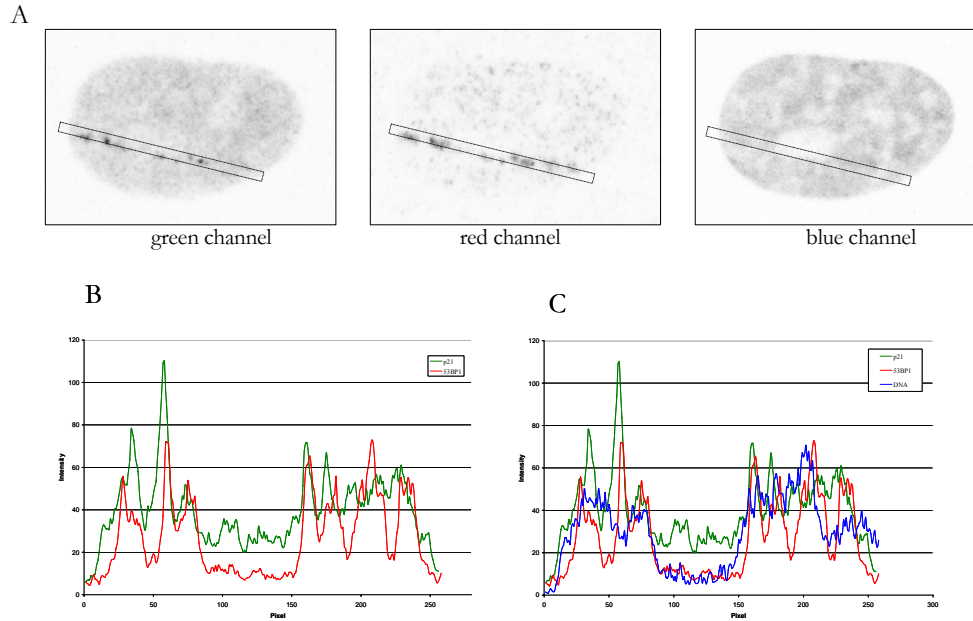 A
green channel
red channel
blue channel
B
C
120
100
80
60
40
20
0
Intensity
0
50
100
150
200
250
Pixel
p21
53BP1
120
100
80
60
40
20
0
Intensity
0
50
100
150
200
250
300
Pixel
p21
53BP1
DNA